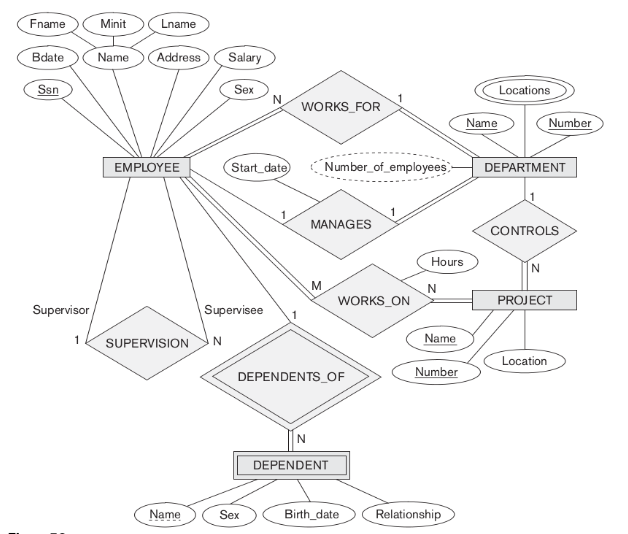 Fname Minit Lname
Bdate Name Address Salary
Ssn Sex
N WORKS_FOR 1
Locations
Name Number
EMPLOYEE
Start_date
Number_of_employees
DEPARTMENT
1 MANAGES 1
1
CONTROLS
N
Hours
M WORKS_ON N
PROJECT
Name
Number
Location
Supervisor Supervisee
1 SUPERVISION N
1
DEPENDENTS_OF
N
DEPENDENT
Name Sex Birth_date Relationship